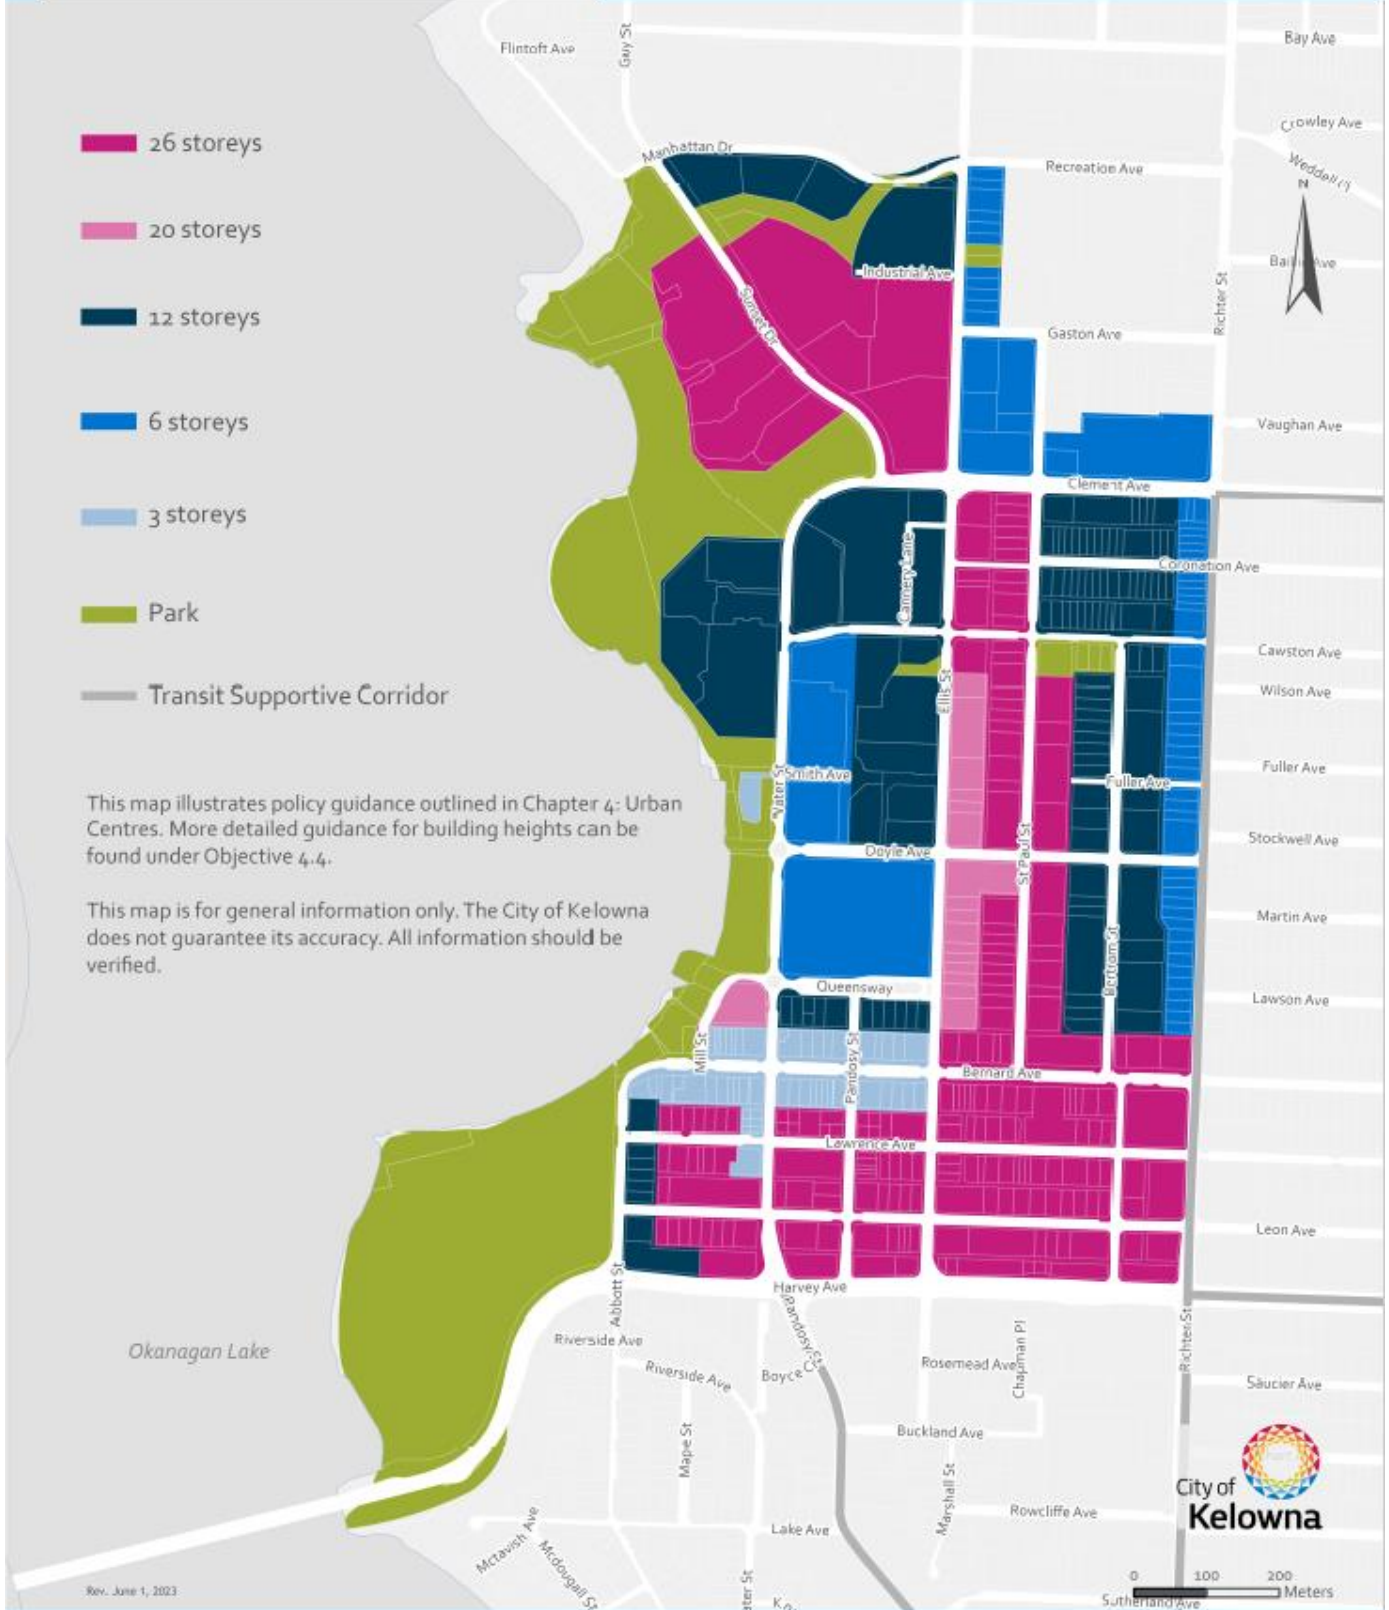 Flintoft Ave
Guy St
Bay Ave
Crowley Ave
26 storeys
Manhattan Dr
Recreation Ave
Weddell Pl
N
20 storeys
Industrial Ave
12 storeys
Sunset Dr
Richter St
Gaston Ave
6 storeys
Vaughan Ave
Clement Ave
3 storeys
Cannery Lane
Coronation Ave
Park
Cawston Ave
Ellis St
Wilson Ave
Transit Supportive Corridor
Smith Ave
Water St
Fuller Ave
Fuller Ave
This map illustrates policy guidance outlined in Chapter 4: Urban
Centres. More detailed guidance for building heights can be
found under Objective 4.4.
Stockwell Ave
Doyle Ave
St Paul St
This map is for general information only. The City of Kelowna
does not guarantee its accuracy. All information should be
verified.
Martin Ave
Bertram St
Queensway
Lawson Ave
Mill St
Pandosy St
Bernard Ave
Lawrence Ave
Leon Ave
Abbott St
Harvey Ave
Okanagan Lake
Riverside Ave
Pandosy St
Richter St
Riverside Ave
Boyce
Rosemead Ave
Chapman Pl
Saucier Ave
Buckland Ave
Mape St
Marshall St
City of
Kelowna
Rowcliffe Ave
Lake Ave
Mctavish Ave
Mcdougall St
Rev. June 1, 2023
0 100 200
Meters
Sutherland Ave